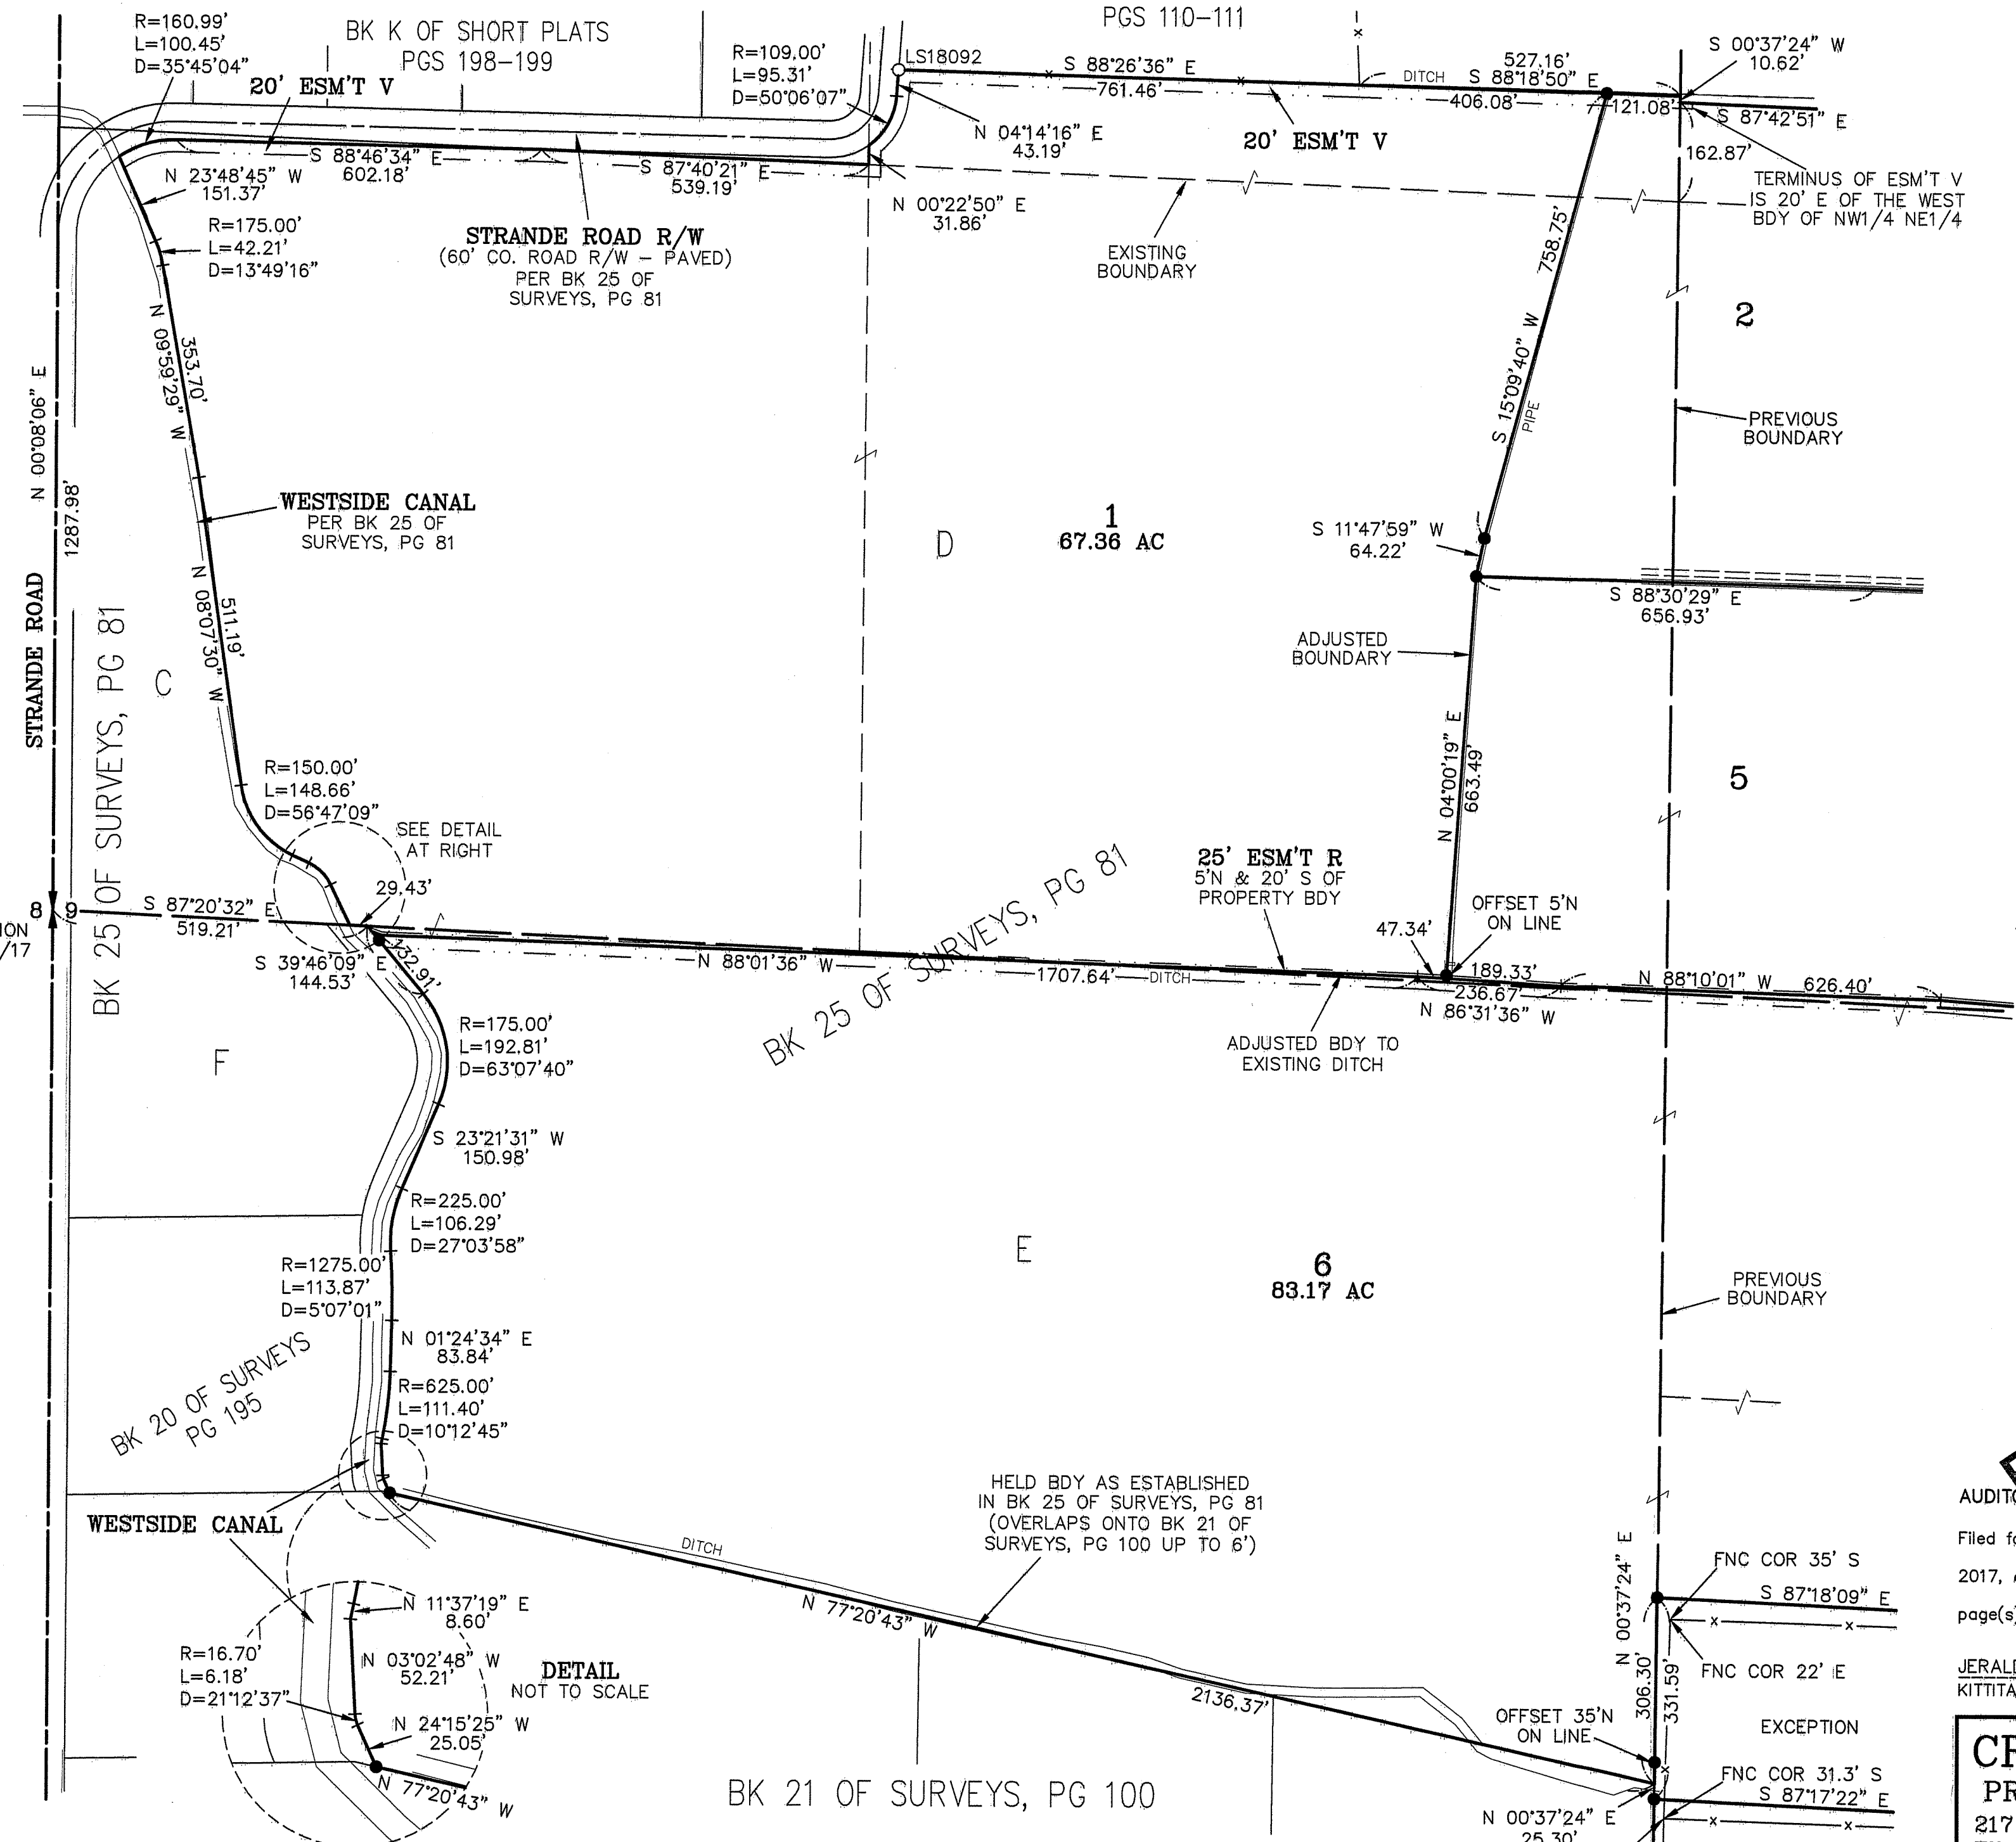 R=160.99'
L=100.45'
D=35°45'04"
BK K OF SHORT PLATS
PGS 198-199
20' ESM'T V
R=109.00'
L=95.31'
D=50°06'07"
LS18092
PGS 110-111
S 88°26'36" E
761.46'
DITCH
527.16'
S 88°18'50" E
406.08'
121.08'
S 00°37'24" W
10.62'
S 87°42'51" E
162.87'
TERMINUS OF ESM'T V
IS 20' E OF THE WEST
BDY OF NW1/4 NE1/4
20' ESM'T V
N 04°14'16" E
43.19'
S 88°46'34" E
602.18'
S 87°40'21" E
539.19'
N 00°22'50" E
31.86'
N 23°48'45" W
151.37'
R=175.00'
L=42.21'
D=13°49'16"
STRANDE ROAD R/W
(60' CO. ROAD R/W - PAVED)
PER BK 25 OF
SURVEYS, PG 81
EXISTING
BOUNDARY
758.75'
S 15°09'40" W
PIPE
2
PREVIOUS
BOUNDARY
353.70'
N 09°59'29" W
N 00°08'06" E
1287.98'
STRANDE ROAD
WESTSIDE CANAL
PER BK 25 OF
SURVEYS, PG 81
D
1
67.36 AC
S 11°47'59" W
64.22'
S 88°30'29" E
656.93'
ADJUSTED
BOUNDARY
N 04°00'19" E
663.49'
5
511.19'
N 08°07'30" W
C
BK 25 OF SURVEYS, PG 81
R=150.00'
L=148.66'
D=56°47'09"
SEE DETAIL
AT RIGHT
29.43'
8
9
ION
/17
S 87°20'32" E
519.21'
S 39°46'09" E
144.53'
132.91'
N 88°01'36" W
1707.64'
DITCH
BK 25 OF SURVEYS, PG 81
25' ESM'T R
5'N & 20' S OF
PROPERTY BDY
47.34'
OFFSET 5'N
ON LINE
189.33'
236.67'
N 86°31'36" W
N 88°10'01" W
626.40'
ADJUSTED BDY TO
EXISTING DITCH
F
R=175.00'
L=192.81'
D=63°07'40"
S 23°21'31" W
150.98'
R=225.00'
L=106.29'
D=27°03'58"
R=1275.00'
L=113.87'
D=5°07'01"
N 01°24'34" E
83.84'
R=625.00'
L=111.40'
D=10°12'45"
E
6
83.17 AC
PREVIOUS
BOUNDARY
BK 20 OF SURVEYS
PG 195
WESTSIDE CANAL
HELD BDY AS ESTABLISHED
IN BK 25 OF SURVEYS, PG 81
(OVERLAPS ONTO BK 21 OF
SURVEYS, PG 100 UP TO 6')
DITCH
N 77°20'43" W
2136.37'
N 11°37'19" E
8.60'
R=16.70'
L=6.18'
D=21°12'37"
N 03°02'48" W
52.21'
N 24°15'25" W
25.05'
N 77°20'43" W
DETAIL
NOT TO SCALE
BK 21 OF SURVEYS, PG 100
N 00°37'24" E
306.30'
331.59'
FNC COR 35' S
S 87°18'09" E
FNC COR 22' E
OFFSET 35'N
ON LINE
EXCEPTION
FNC COR 31.3' S
S 87°17'22" E
N 00°37'24" E
25.30'
AUDIT
Filed f
2017,
page(s)
JERALD
KITTITA
CR
PR
217